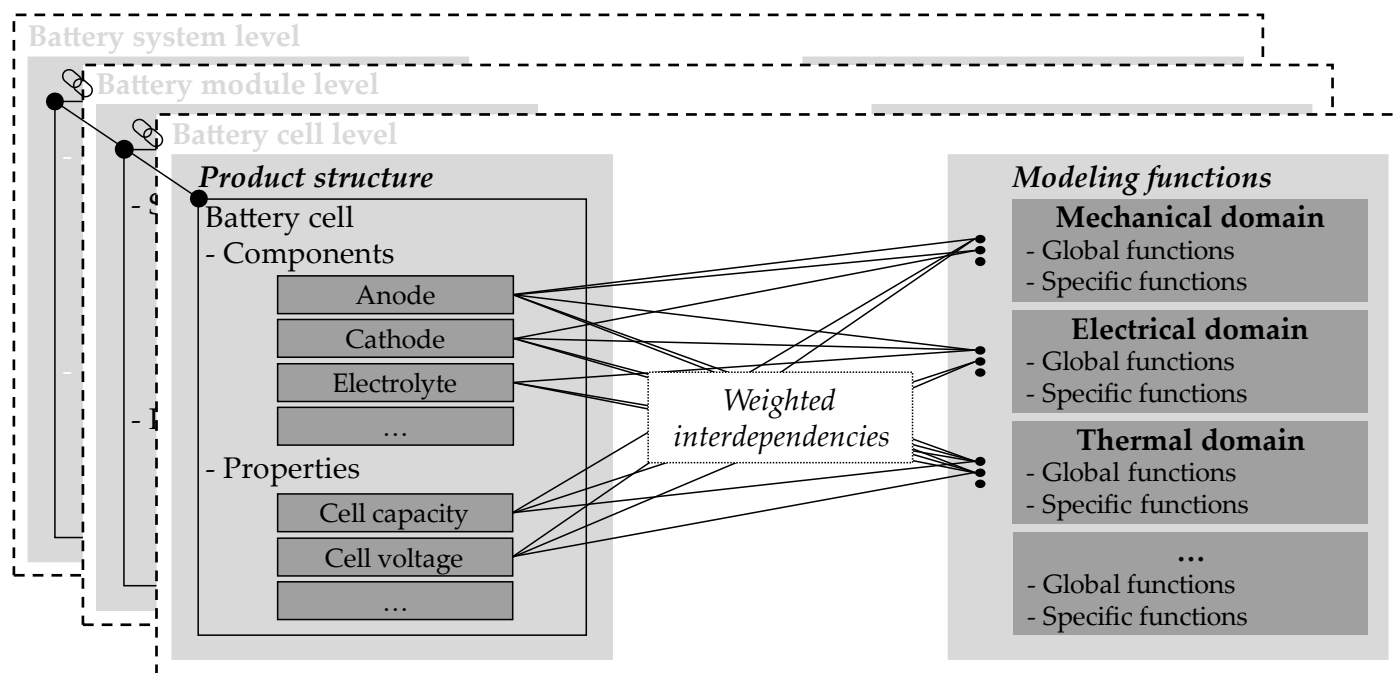 Battery system level
Battery module level
Battery cell level
Product structure
Battery cell
- Components
Anode
Cathode
Electrolyte
…
- Properties
Cell capacity
Cell voltage
…
Weighted
interdependencies
Modeling functions
Mechanical domain
- Global functions
- Specific functions
Electrical domain
- Global functions
- Specific functions
Thermal domain
- Global functions
- Specific functions
…
- Global functions
- Specific functions